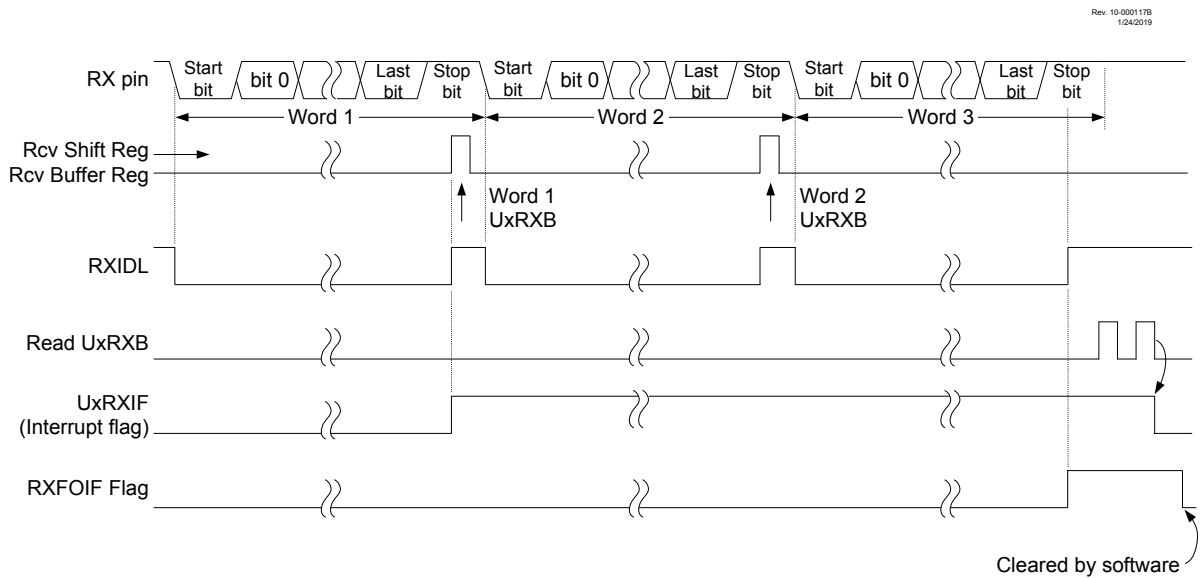 Rev. 10-000117B
1/24/2019
RX pin
Start bit
bit 0
Last bit
Stop bit
Start bit
bit 0
Last bit
Stop bit
Start bit
bit 0
Last bit
Stop bit
Word 1
Word 2
Word 3
Rcv Shift Reg
Rcv Buffer Reg
Word 1
UxRXB
Word 2
UxRXB
RXIDL
Read UxRXB
UxRXIF
(Interrupt flag)
RXFOIF Flag
Cleared by software